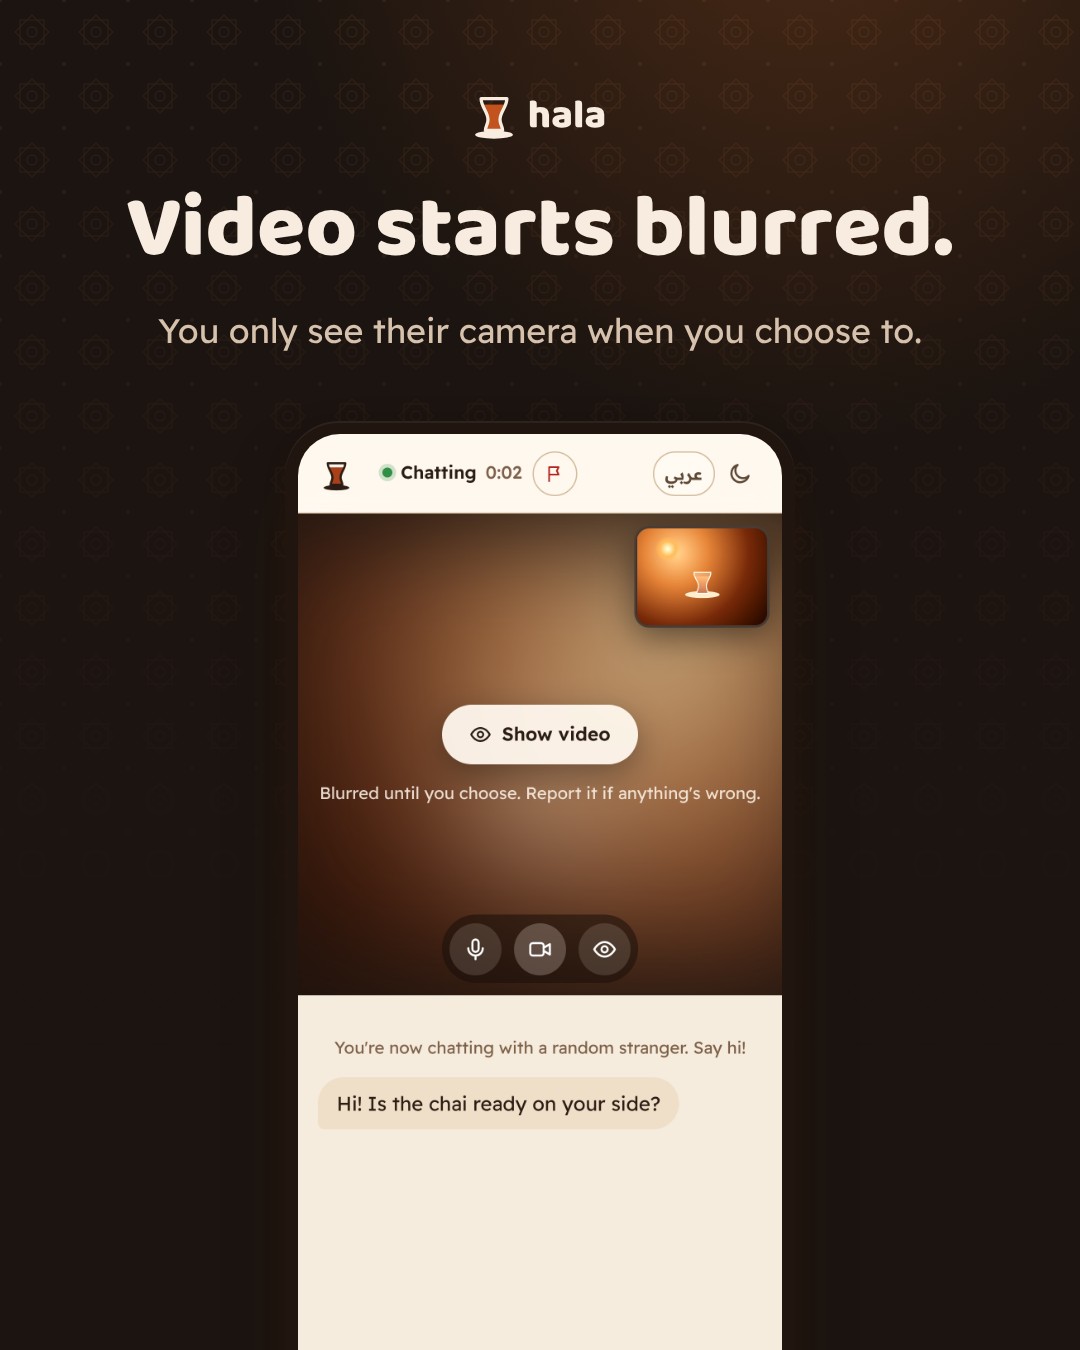 hala
Video starts blurred.
You only see their camera when you choose to.
Chatting 0:02 عربي
Show video
Blurred until you choose. Report it if anything's wrong.
You're now chatting with a random stranger. Say hi!
Hi! Is the chai ready on your side?